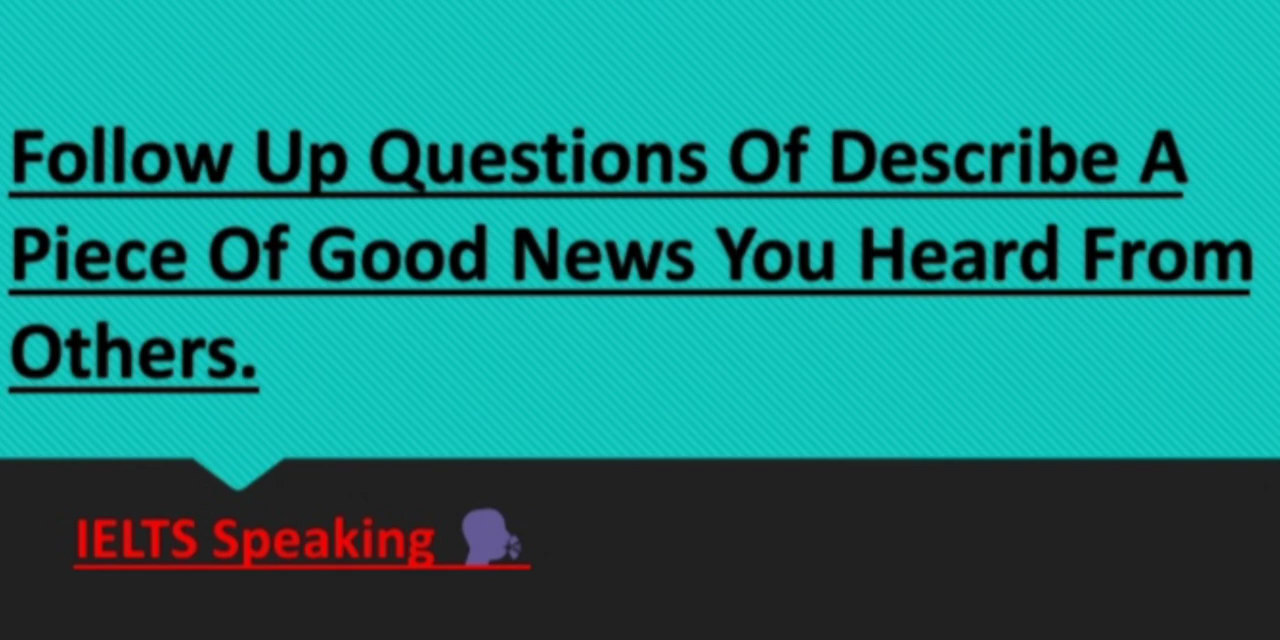 Follow Up Questions Of Describe A
Piece Of Good News You Heard From
Others.
IELTS Speaking